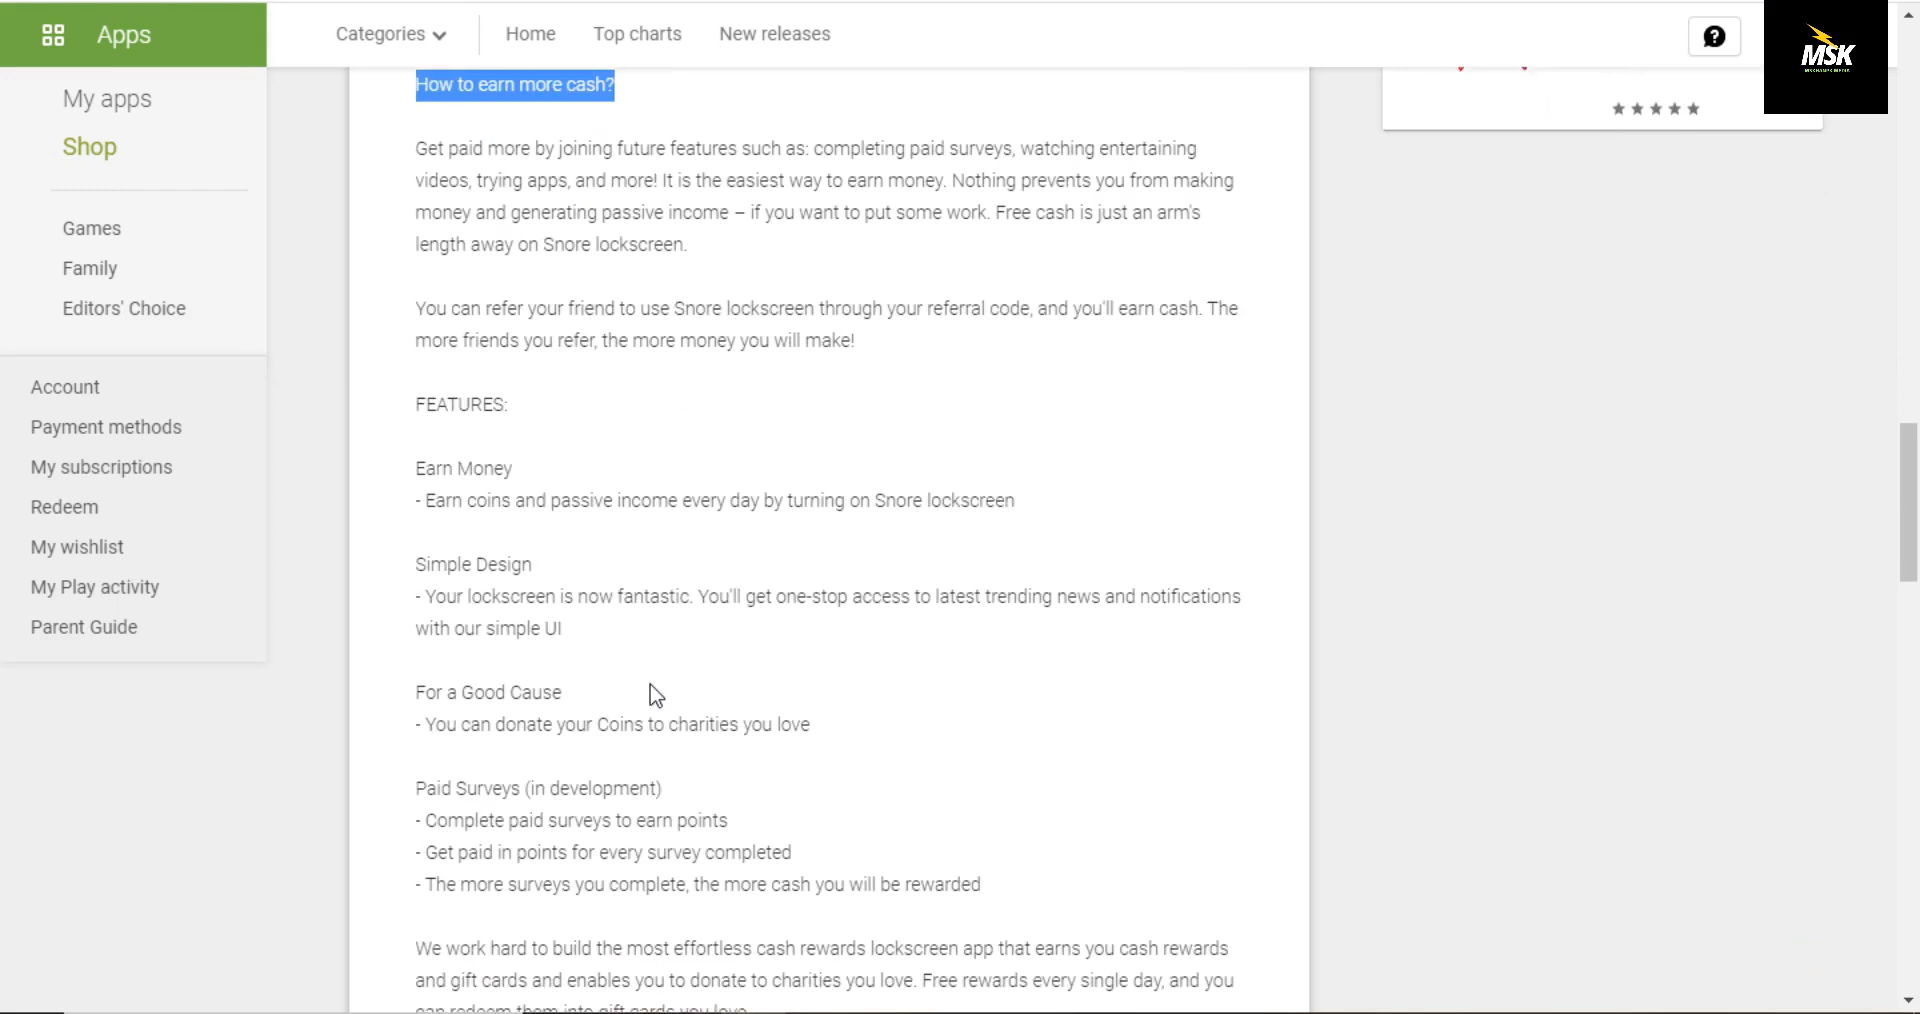 Apps
Categories
Home
Top charts
New releases
MSK
My apps
Shop
Games
Family
Editors' Choice
Account
Payment methods
My subscriptions
Redeem
My wishlist
My Play activity
Parent Guide
How to earn more cash?
Get paid more by joining future features such as: completing paid surveys, watching entertaining
videos, trying apps, and more! It is the easiest way to earn money. Nothing prevents you from making
money and generating passive income – if you want to put some work. Free cash is just an arm's
length away on Snore lockscreen.
You can refer your friend to use Snore lockscreen through your referral code, and you'll earn cash. The
more friends you refer, the more money you will make!
FEATURES:
Earn Money
- Earn coins and passive income every day by turning on Snore lockscreen
Simple Design
- Your lockscreen is now fantastic. You'll get one-stop access to latest trending news and notifications
with our simple UI
For a Good Cause
- You can donate your Coins to charities you love
Paid Surveys (in development)
- Complete paid surveys to earn points
- Get paid in points for every survey completed
- The more surveys you complete, the more cash you will be rewarded
We work hard to build the most effortless cash rewards lockscreen app that earns you cash rewards
and gift cards and enables you to donate to charities you love. Free rewards every single day, and you
can redeem them into gift cards you love